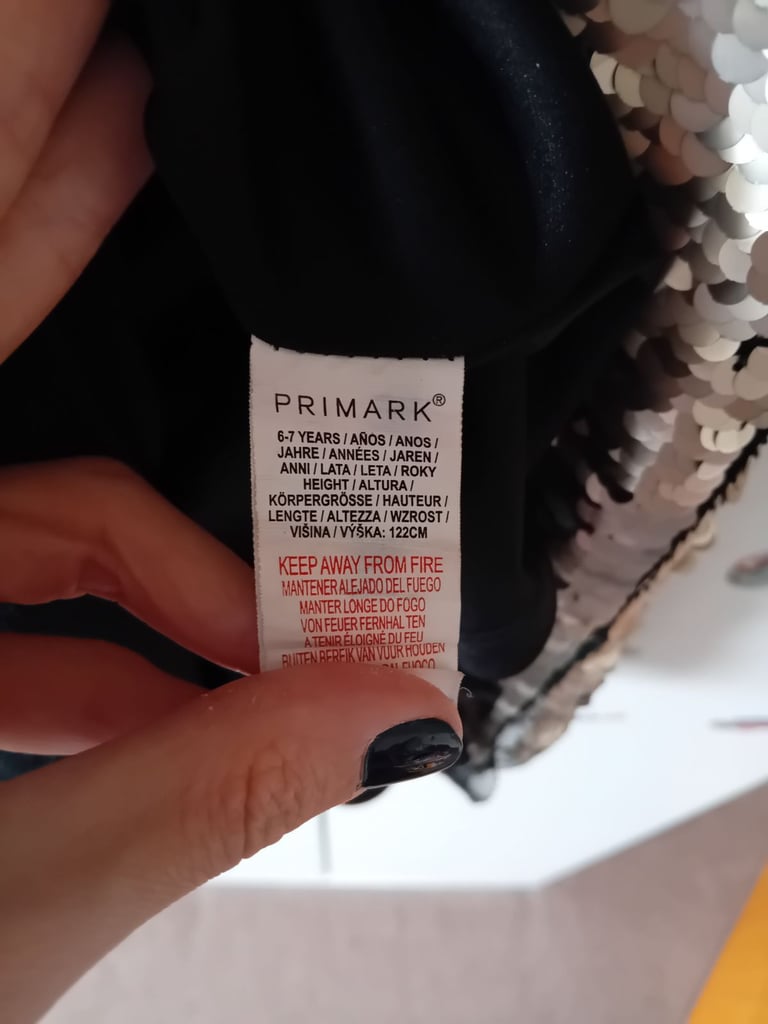 PRIMARK®
6-7 YEARS / AÑOS / ANOS /
JAHRE / ANNÉES / JAREN /
ANNI / LATA / LETA / ROKY
HEIGHT / ALTURA /
KÖRPERGRÖSSE / HAUTEUR /
LENGTE / ALTEZZA / WZROST /
VIŠINA / VÝŠKA: 122CM
KEEP AWAY FROM FIRE
MANTENER ALEJADO DEL FUEGO
MANTER LONGE DO FOGO
VON FEUER FERNHALTEN
A TENIR ÉLOIGNÉ DU FEU
BUITEN BEREIK VAN VUUR HOUDEN